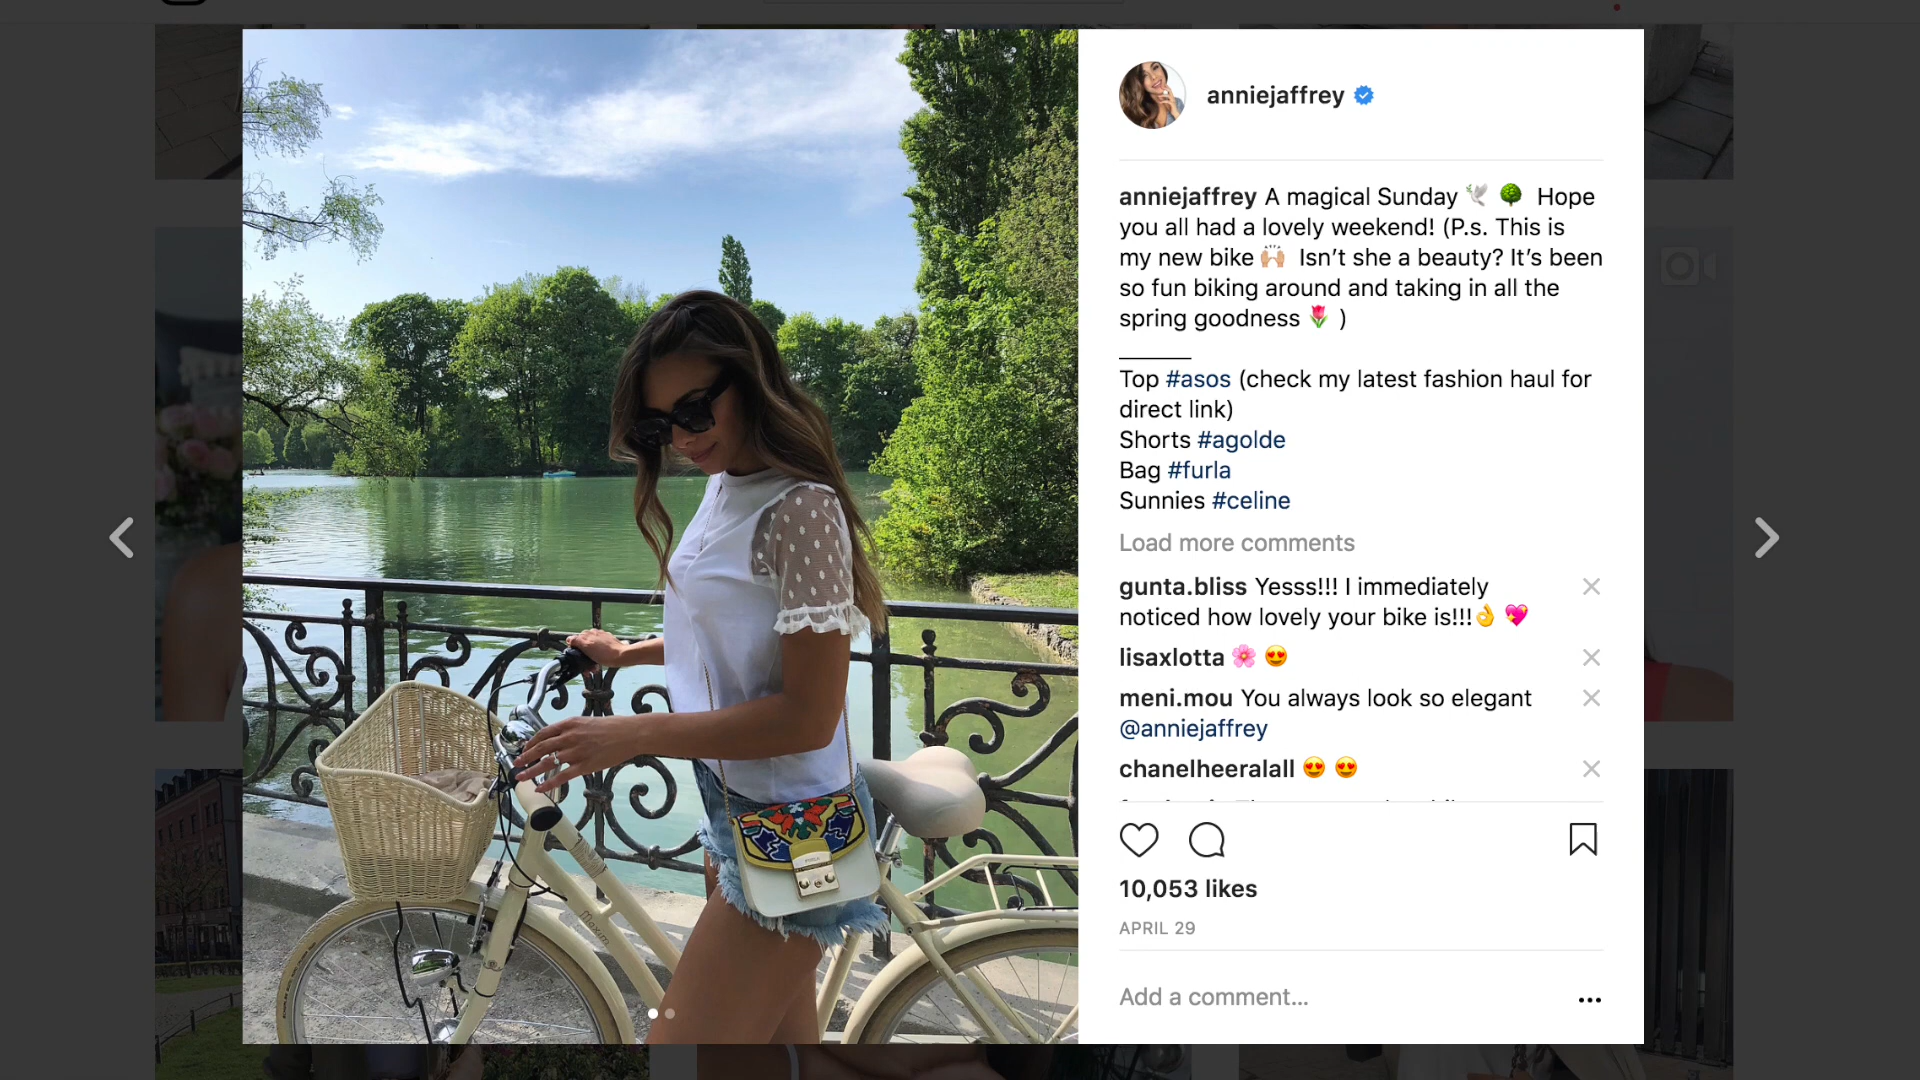 anniejaffrey
anniejaffrey A magical Sunday 🕊 🌳 Hope
you all had a lovely weekend! (P.s. This is
my new bike 🙌🏼 Isn’t she a beauty? It’s been
so fun biking around and taking in all the
spring goodness 🌷 )
______
Top #asos (check my latest fashion haul for
direct link)
Shorts #agolde
Bag #furla
Sunnies #celine
Load more comments
gunta.bliss Yesss!!! I immediately
noticed how lovely your bike is!!!👌 💖
lisaxlotta 🌸 😍
meni.mou You always look so elegant
@anniejaffrey
chanelheeralall 😍 😍
10,053 likes
APRIL 29
Add a comment...
Maxim
FURLA